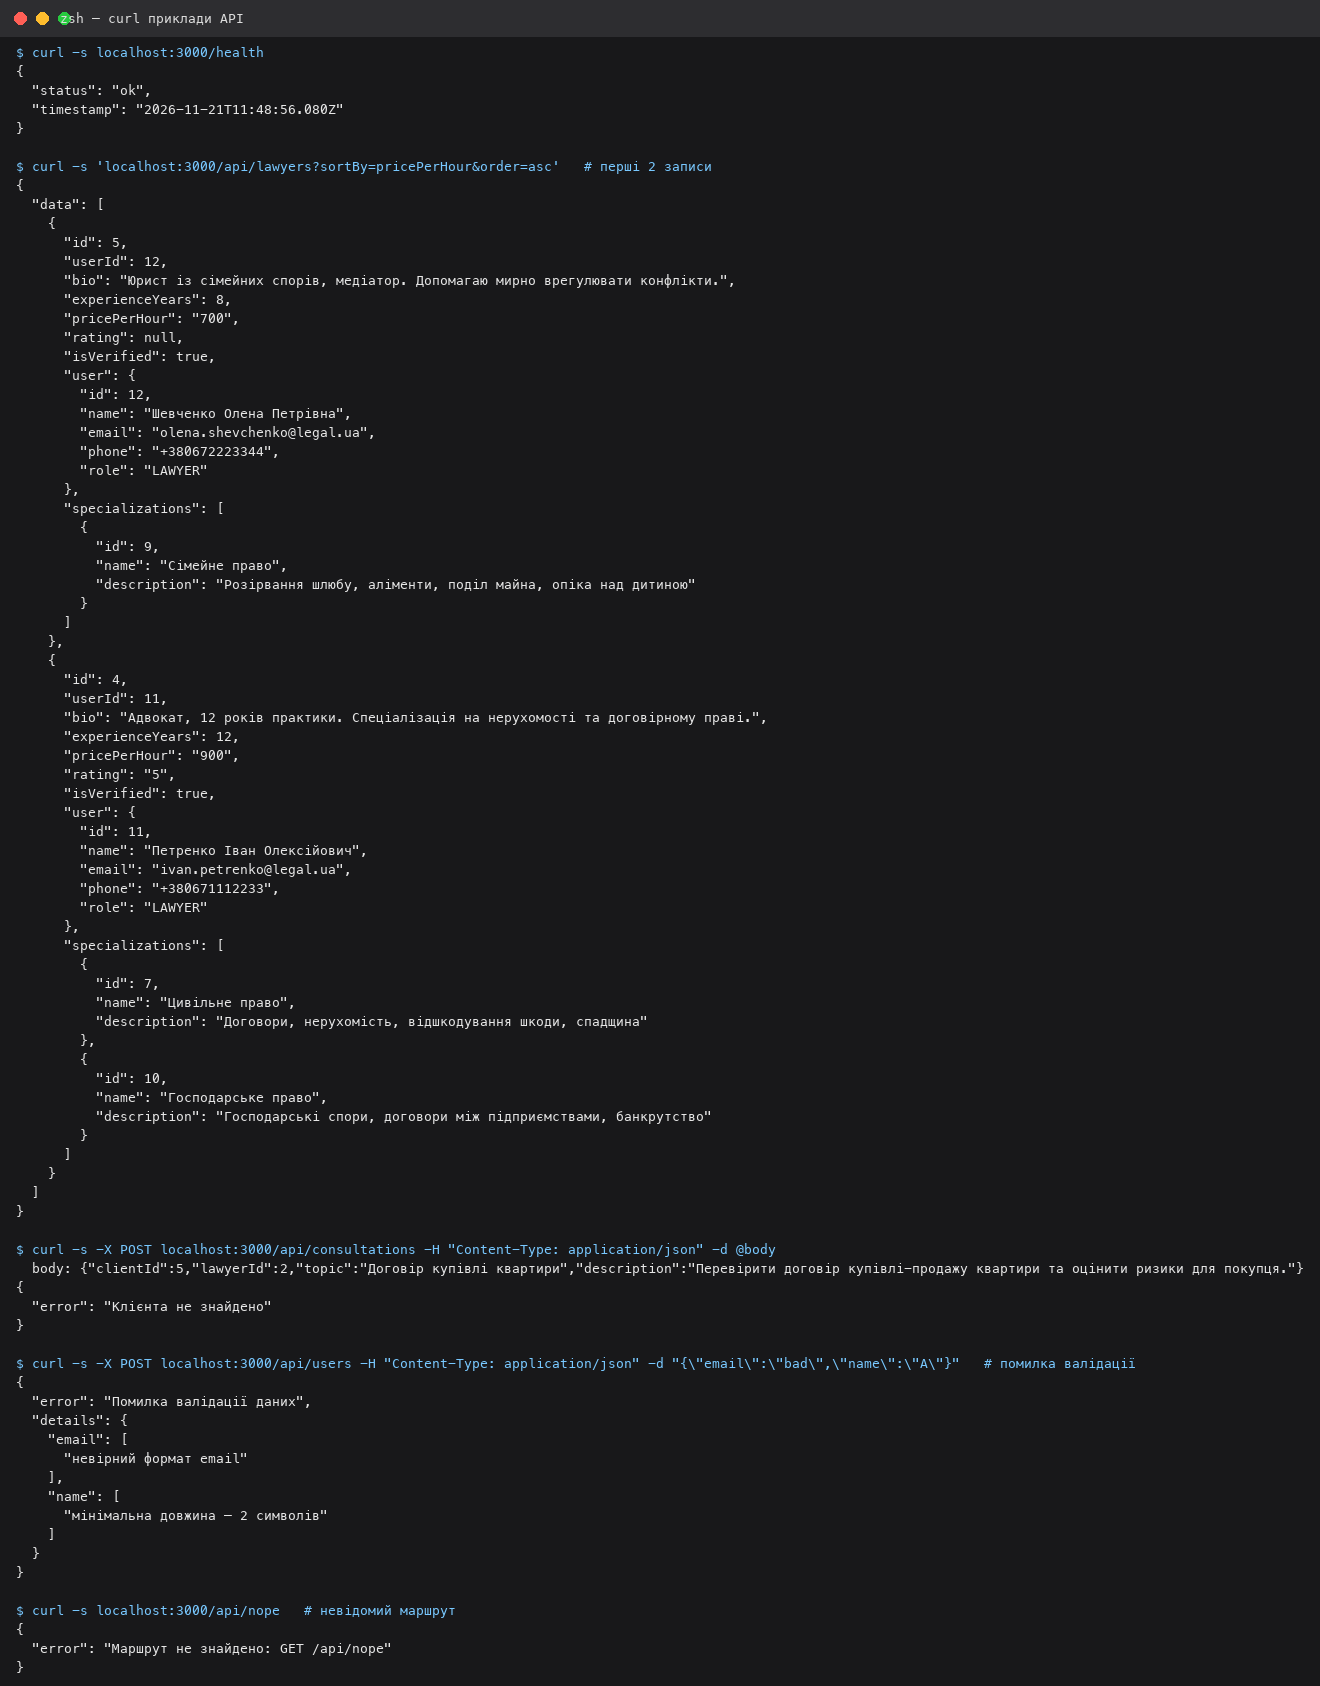 zsh — curl приклади API
$ curl -s localhost:3000/health
{
  "status": "ok",
  "timestamp": "2026-11-21T11:48:56.080Z"
}

$ curl -s 'localhost:3000/api/lawyers?sortBy=pricePerHour&order=asc'   # перші 2 записи
{
  "data": [
    {
      "id": 5,
      "userId": 12,
      "bio": "Юрист із сімейних спорів, медіатор. Допомагаю мирно врегулювати конфлікти.",
      "experienceYears": 8,
      "pricePerHour": "700",
      "rating": null,
      "isVerified": true,
      "user": {
        "id": 12,
        "name": "Шевченко Олена Петрівна",
        "email": "olena.shevchenko@legal.ua",
        "phone": "+380672223344",
        "role": "LAWYER"
      },
      "specializations": [
        {
          "id": 9,
          "name": "Сімейне право",
          "description": "Розірвання шлюбу, аліменти, поділ майна, опіка над дитиною"
        }
      ]
    },
    {
      "id": 4,
      "userId": 11,
      "bio": "Адвокат, 12 років практики. Спеціалізація на нерухомості та договірному праві.",
      "experienceYears": 12,
      "pricePerHour": "900",
      "rating": "5",
      "isVerified": true,
      "user": {
        "id": 11,
        "name": "Петренко Іван Олексійович",
        "email": "ivan.petrenko@legal.ua",
        "phone": "+380671112233",
        "role": "LAWYER"
      },
      "specializations": [
        {
          "id": 7,
          "name": "Цивільне право",
          "description": "Договори, нерухомість, відшкодування шкоди, спадщина"
        },
        {
          "id": 10,
          "name": "Господарське право",
          "description": "Господарські спори, договори між підприємствами, банкрутство"
        }
      ]
    }
  ]
}

$ curl -s -X POST localhost:3000/api/consultations -H "Content-Type: application/json" -d @body
  body: {"clientId":5,"lawyerId":2,"topic":"Договір купівлі квартири","description":"Перевірити договір купівлі-продажу квартири та оцінити ризики для покупця."}
{
  "error": "Клієнта не знайдено"
}

$ curl -s -X POST localhost:3000/api/users -H "Content-Type: application/json" -d "{\"email\":\"bad\",\"name\":\"A\"}"   # помилка валідації
{
  "error": "Помилка валідації даних",
  "details": {
    "email": [
      "невірний формат email"
    ],
    "name": [
      "мінімальна довжина — 2 символів"
    ]
  }
}

$ curl -s localhost:3000/api/nope   # невідомий маршрут
{
  "error": "Маршрут не знайдено: GET /api/nope"
}